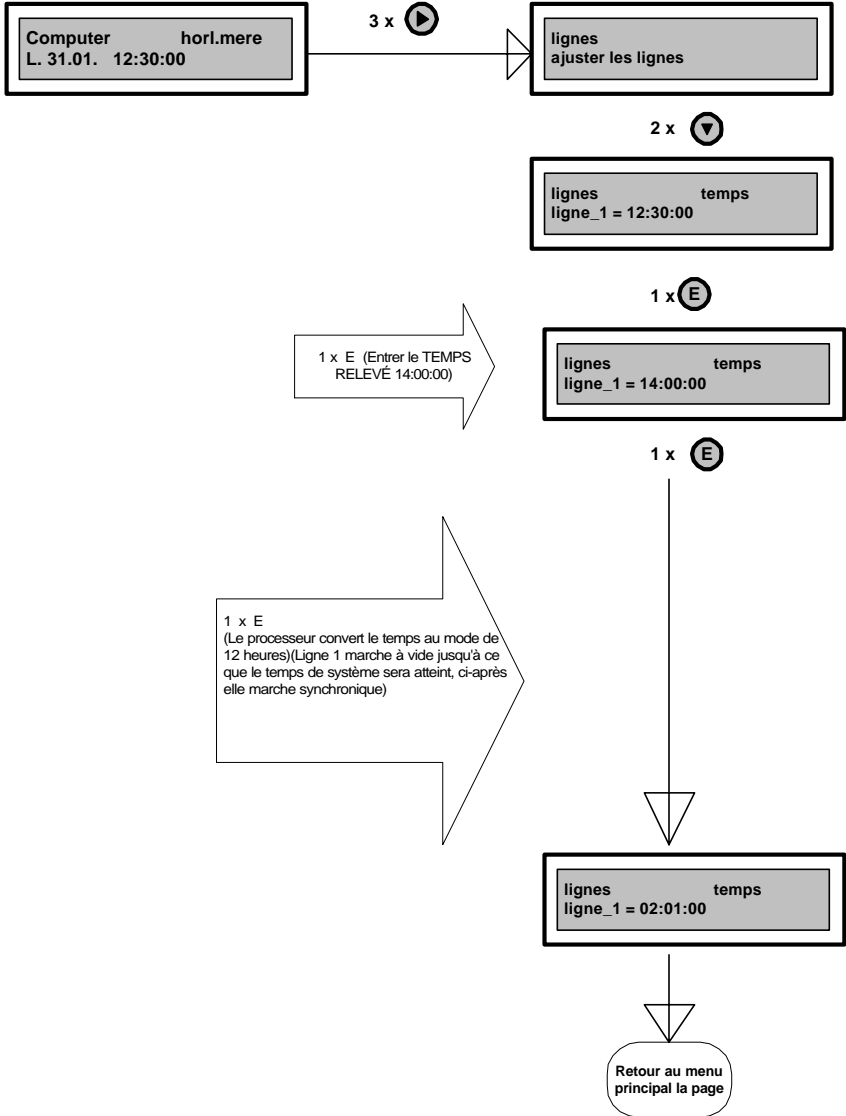 3 x
Computer horl.mere
L. 31.01. 12:30:00
lignes
ajuster les lignes
2 x
lignes temps
ligne_1 = 12:30:00
1 x E
1 x E (Entrer le TEMPS
RELEVÉ 14:00:00)
lignes temps
ligne_1 = 14:00:00
1 x E
1 x E
(Le processeur convert le temps au mode de
12 heures)(Ligne 1 marche à vide jusqu'à ce
que le temps de système sera atteint, ci-après
elle marche synchronique)
lignes temps
ligne_1 = 02:01:00
Retour au menu
principal la page